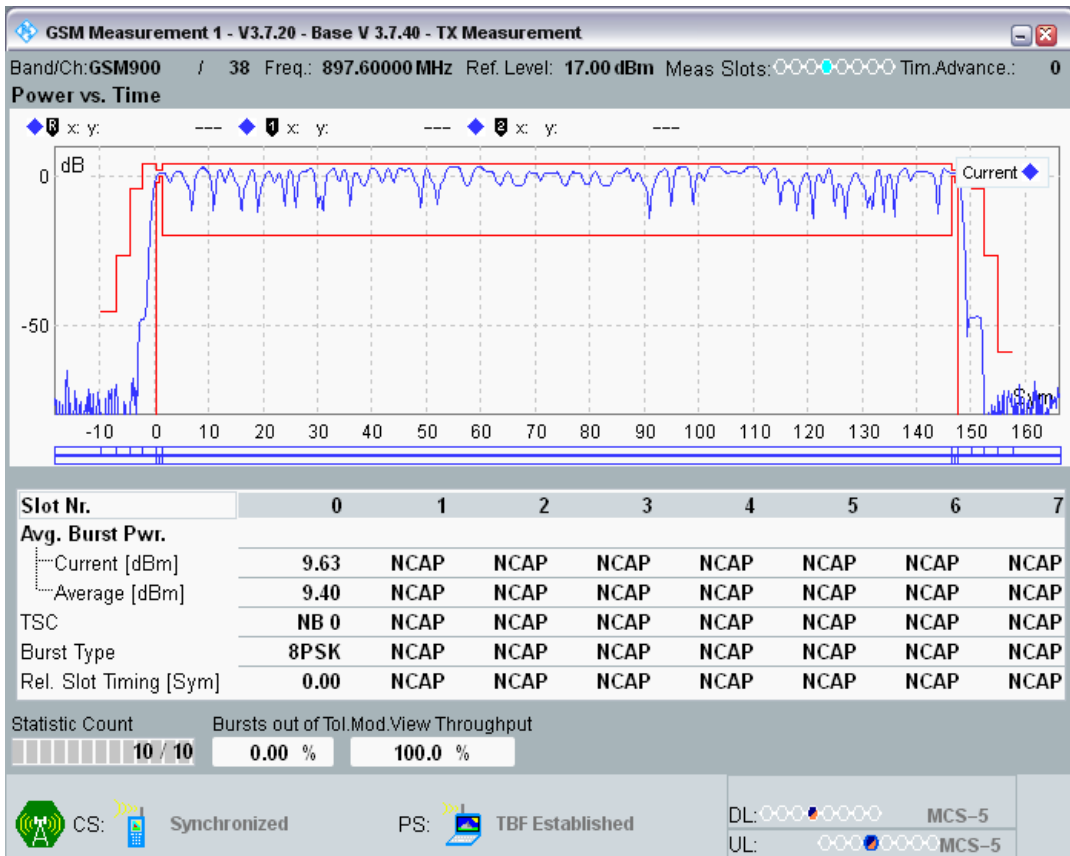 GSM Measurement 1 - V3.7.20 - Base V 3.7.40 - TX Measurement
Band/Ch:GSM900 / 38 Freq.: 897.60000 MHz Ref. Level: 17.00 dBm Meas Slots: Tim.Advance.: 0
Power vs. Time
R x: y: --- 1 x: y: --- 2 x: y: ---
dB
Current
0
-50
Sym
-10 0 10 20 30 40 50 60 70 80 90 100 110 120 130 140 150 160
Slot Nr. 0 1 2 3 4 5 6 7
Avg. Burst Pwr.
Current [dBm] 9.63 NCAP NCAP NCAP NCAP NCAP NCAP NCAP
Average [dBm] 9.40 NCAP NCAP NCAP NCAP NCAP NCAP NCAP
TSC NB 0 NCAP NCAP NCAP NCAP NCAP NCAP NCAP
Burst Type 8PSK NCAP NCAP NCAP NCAP NCAP NCAP NCAP
Rel. Slot Timing [Sym] 0.00 NCAP NCAP NCAP NCAP NCAP NCAP NCAP
Statistic Count Bursts out of Tol. Mod.View Throughput
10 / 10 0.00 % 100.0 %
CS: Synchronized PS: TBF Established DL: MCS-5
UL: MCS-5